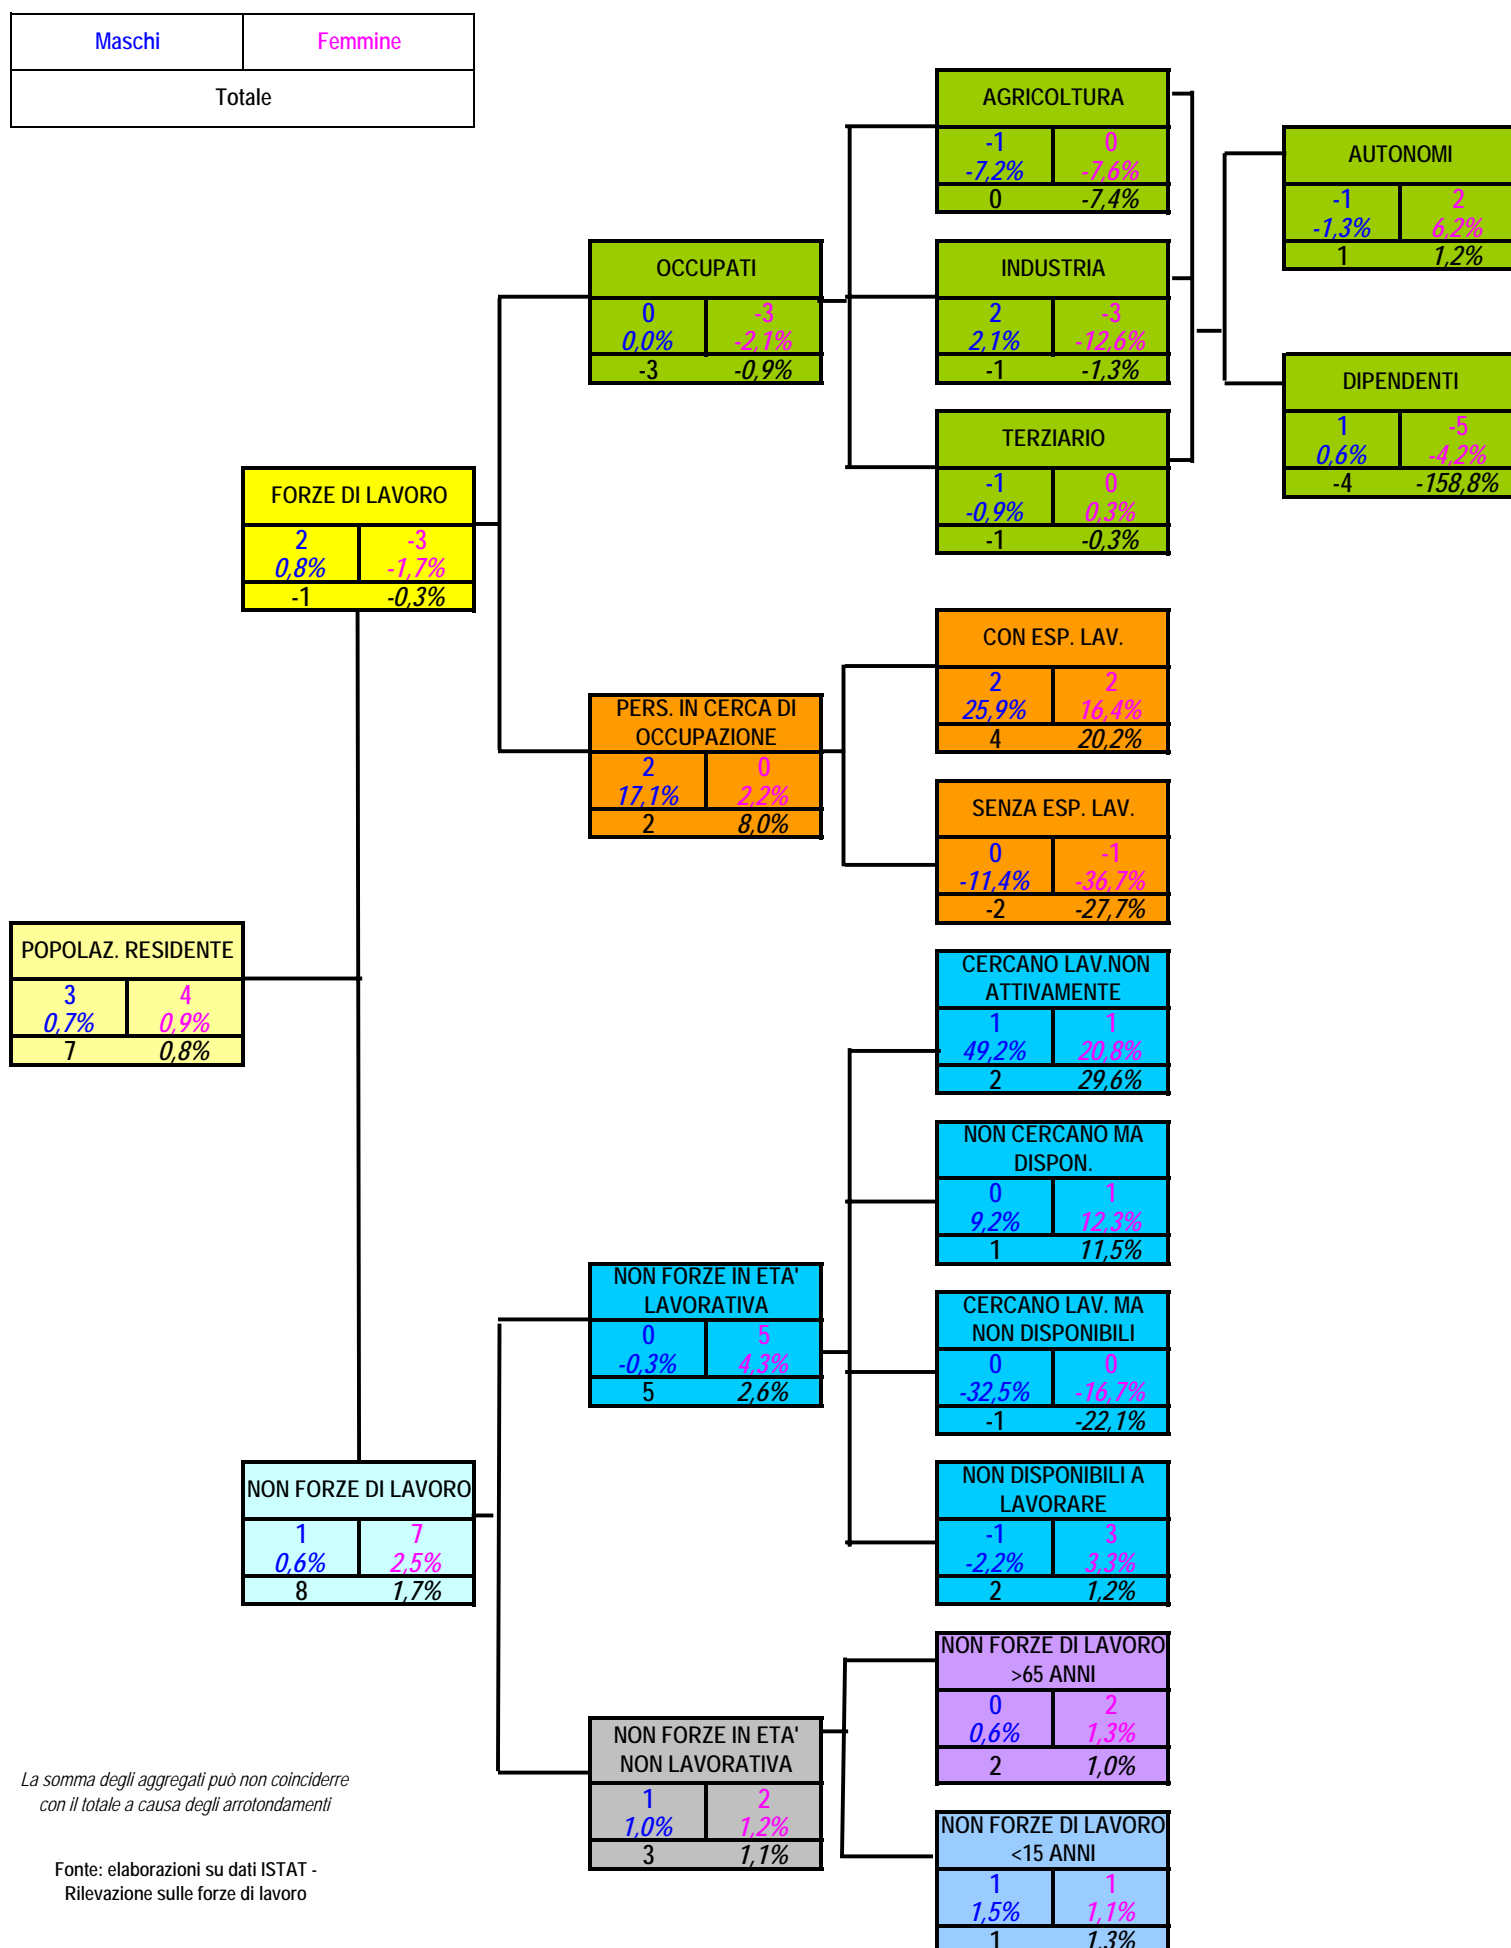 Maschi Femmine
Totale
AGRICOLTURA
-1 0
-7,2% -7,6%
0 -7,4%
AUTONOMI
-1 2
-1,3% 6,2%
1 1,2%
OCCUPATI
0 -3
0,0% -2,1%
-3 -0,9%
INDUSTRIA
2 -3
2,1% -12,6%
-1 -1,3%
DIPENDENTI
1 -5
0,6% -4,2%
-4 -158,8%
TERZIARIO
-1 0
-0,9% 0,3%
-1 -0,3%
FORZE DI LAVORO
2 -3
0,8% -1,7%
-1 -0,3%
CON ESP. LAV.
2 2
25,9% 16,4%
4 20,2%
PERS. IN CERCA DI
OCCUPAZIONE
2 0
17,1% 2,2%
2 8,0%
SENZA ESP. LAV.
0 -1
-11,4% -36,7%
-2 -27,7%
POPOLAZ. RESIDENTE
3 4
0,7% 0,9%
7 0,8%
CERCANO LAV.NON
ATTIVAMENTE
1 1
49,2% 20,8%
2 29,6%
NON CERCANO MA
DISPON.
0 1
9,2% 12,3%
1 11,5%
NON FORZE IN ETA'
LAVORATIVA
0 5
-0,3% 4,3%
5 2,6%
CERCANO LAV. MA
NON DISPONIBILI
0 0
-32,5% -16,7%
-1 -22,1%
NON FORZE DI LAVORO
1 7
0,6% 2,5%
8 1,7%
NON DISPONIBILI A
LAVORARE
-1 3
-2,2% 3,3%
2 1,2%
NON FORZE DI LAVORO
>65 ANNI
0 2
0,6% 1,3%
2 1,0%
NON FORZE IN ETA'
NON LAVORATIVA
1 2
1,0% 1,2%
3 1,1%
NON FORZE DI LAVORO
<15 ANNI
1 1
1,5% 1,1%
1 1,3%
La somma degli aggregati può non coinciderre
con il totale a causa degli arrotondamenti
Fonte: elaborazioni su dati ISTAT -
Rilevazione sulle forze di lavoro